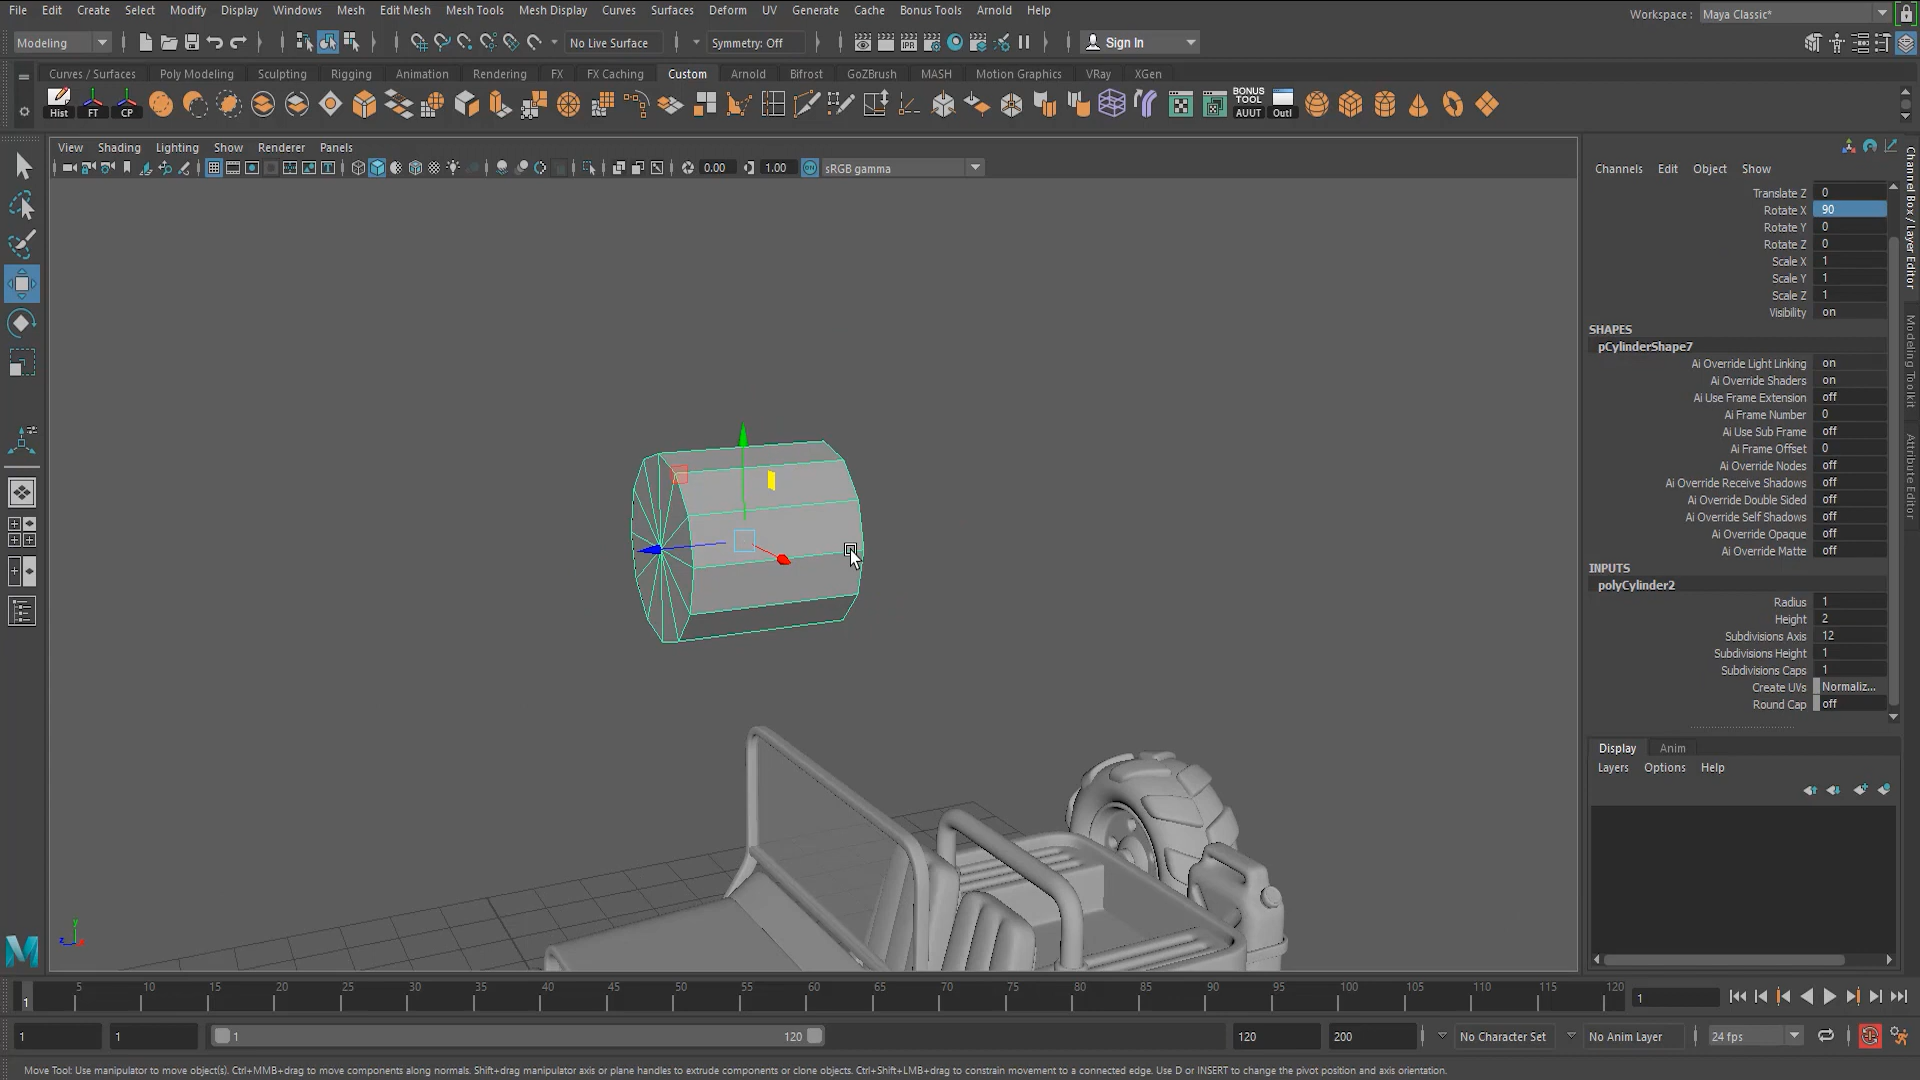 File Edit Create Select Modify Display Windows Mesh Edit Mesh Mesh Tools Mesh Display Curves Surfaces Deform UV Generate Cache Bonus Tools Arnold Help
Workspace : Maya Classic*
Modeling No Live Surface Symmetry: Off IPR Sign In
Curves / Surfaces Poly Modeling Sculpting Rigging Animation Rendering FX FX Caching Custom Arnold Bifrost GoZBrush MASH Motion Graphics VRay XGen
Hist FT CP BONUS TOOL AUUT Outl
View Shading Lighting Show Renderer Panels
0.00 1.00 sRGB gamma
Channels Edit Object Show
Translate Z 0
Rotate X 90
Rotate Y 0
Rotate Z 0
Scale X 1
Scale Y 1
Scale Z 1
Visibility on
SHAPES
pCylinderShape7
Ai Override Light Linking on
Ai Override Shaders on
Ai Use Frame Extension off
Ai Frame Number 0
Ai Use Sub Frame off
Ai Frame Offset 0
Ai Override Nodes off
Ai Override Receive Shadows off
Ai Override Double Sided off
Ai Override Self Shadows off
Ai Override Opaque off
Ai Override Matte off
INPUTS
polyCylinder2
Radius 1
Height 2
Subdivisions Axis 12
Subdivisions Height 1
Subdivisions Caps 1
Create UVs Normaliz...
Round Cap off
Display Anim
Layers Options Help
Channel Box / Layer Editor
Modeling Toolkit
Attribute Editor
y
z
M
1 5 10 15 20 25 30 35 40 45 50 55 60 65 70 75 80 85 90 95 100 105 110 115 120 1
1 1 1 120 120 200 No Character Set No Anim Layer 24 fps
Move Tool: Use manipulator to move object(s). Ctrl+MMB+drag to move components along normals. Shift+drag manipulator axis or plane handles to extrude components or clone objects. Ctrl+Shift+LMB+drag to constrain movement to a connected edge. Use D or INSERT to change the pivot position and axis orientation.